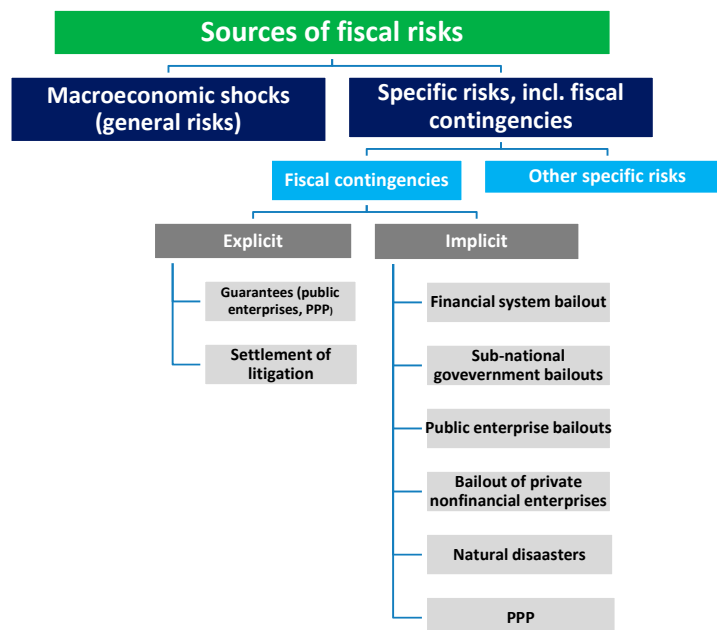 Sources of fiscal risks
Macroeconomic shocks
(general risks)
Specific risks, incl. fiscal
contingencies
Fiscal contingencies
Other specific risks
Explicit
Implicit
Guarantees (public
enterprises, PPP)
Settlement of
litigation
Financial system bailout
Sub-national
govevernment bailouts
Public enterprise bailouts
Bailout of private
nonfinancial enterprises
Natural disaasters
PPP